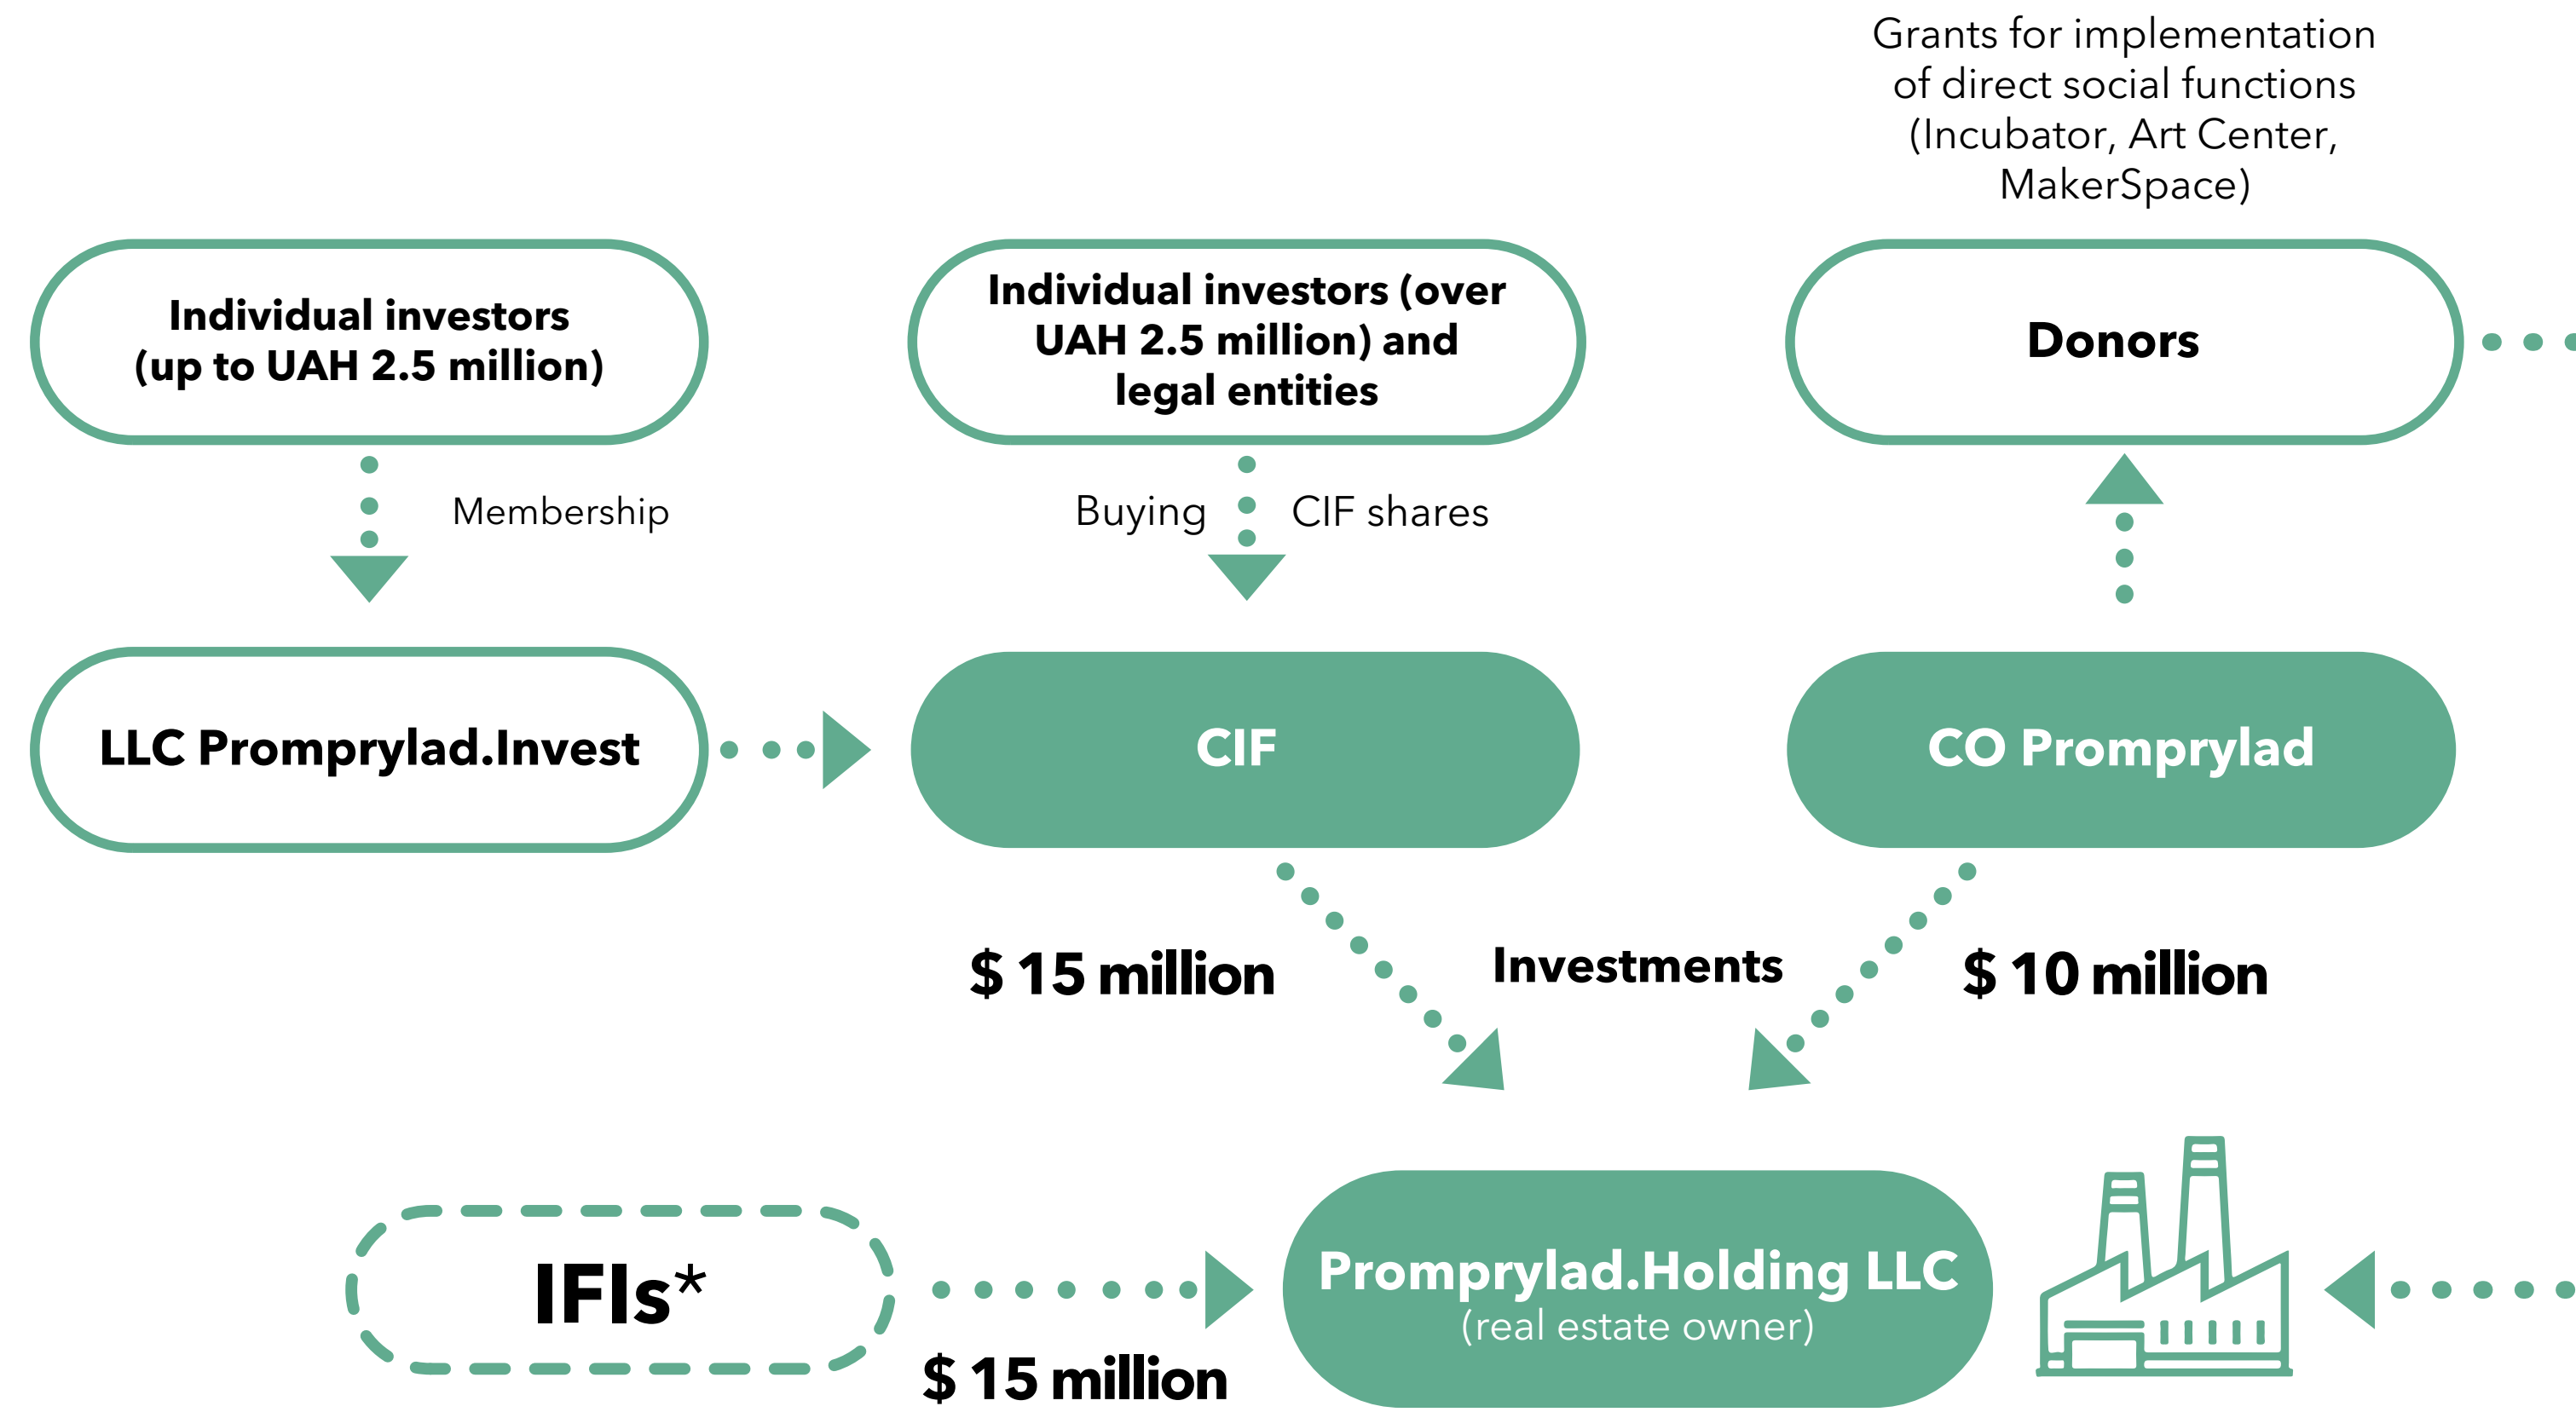 Grants for implementation
of direct social functions
(Incubator, Art Center,
MakerSpace)
Individual investors
(up to UAH 2.5 million)
Individual investors (over
UAH 2.5 million) and
legal entities
Donors
Membership
Buying CIF shares
LLC Promprylad.Invest
CIF
CO Promprylad
$ 15 million
Investments
$ 10 million
IFIs*
$ 15 million
Promprylad.Holding LLC
(real estate owner)